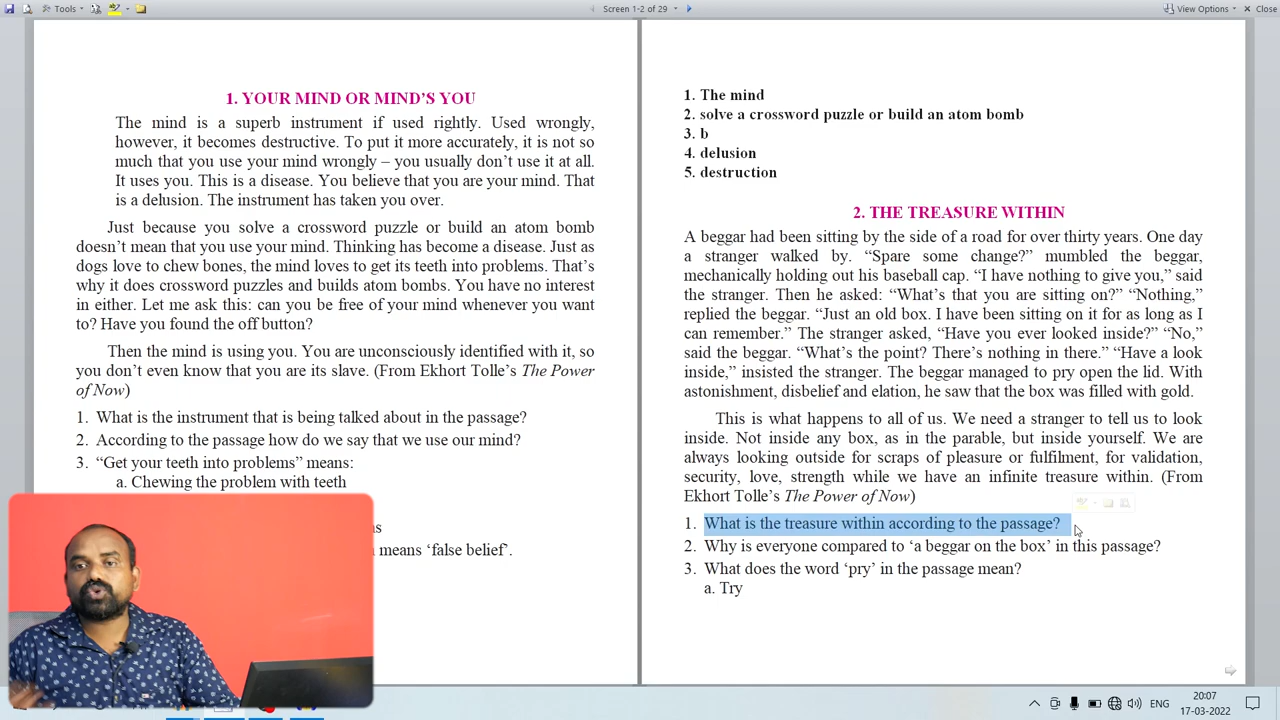 Tools
Screen 1-2 of 29
View Options
Close
1. YOUR MIND OR MIND'S YOU
The mind is a superb instrument if used rightly. Used wrongly,
however, it becomes destructive. To put it more accurately, it is not so
much that you use your mind wrongly – you usually don't use it at all.
It uses you. This is a disease. You believe that you are your mind. That
is a delusion. The instrument has taken you over.
Just because you solve a crossword puzzle or build an atom bomb
doesn't mean that you use your mind. Thinking has become a disease. Just as
dogs love to chew bones, the mind loves to get its teeth into problems. That's
why it does crossword puzzles and builds atom bombs. You have no interest
in either. Let me ask this: can you be free of your mind whenever you want
to? Have you found the off button?
Then the mind is using you. You are unconsciously identified with it, so
you don't even know that you are its slave. (From Ekhort Tolle's The Power
of Now)
1. What is the instrument that is being talked about in the passage?
2. According to the passage how do we say that we use our mind?
3. “Get your teeth into problems” means:
a. Chewing the problem with teeth
means ‘false belief’.
1. The mind
2. solve a crossword puzzle or build an atom bomb
3. b
4. delusion
5. destruction
2. THE TREASURE WITHIN
A beggar had been sitting by the side of a road for over thirty years. One day
a stranger walked by. “Spare some change?” mumbled the beggar,
mechanically holding out his baseball cap. “I have nothing to give you,” said
the stranger. Then he asked: “What's that you are sitting on?” “Nothing,”
replied the beggar. “Just an old box. I have been sitting on it for as long as I
can remember.” The stranger asked, “Have you ever looked inside?” “No,”
said the beggar. “What's the point? There's nothing in there.” “Have a look
inside,” insisted the stranger. The beggar managed to pry open the lid. With
astonishment, disbelief and elation, he saw that the box was filled with gold.
This is what happens to all of us. We need a stranger to tell us to look
inside. Not inside any box, as in the parable, but inside yourself. We are
always looking outside for scraps of pleasure or fulfilment, for validation,
security, love, strength while we have an infinite treasure within. (From
Ekhort Tolle's The Power of Now)
1. What is the treasure within according to the passage?
2. Why is everyone compared to ‘a beggar on the box’ in this passage?
3. What does the word ‘pry’ in the passage mean?
a. Try
ENG
20:07
17-03-2022